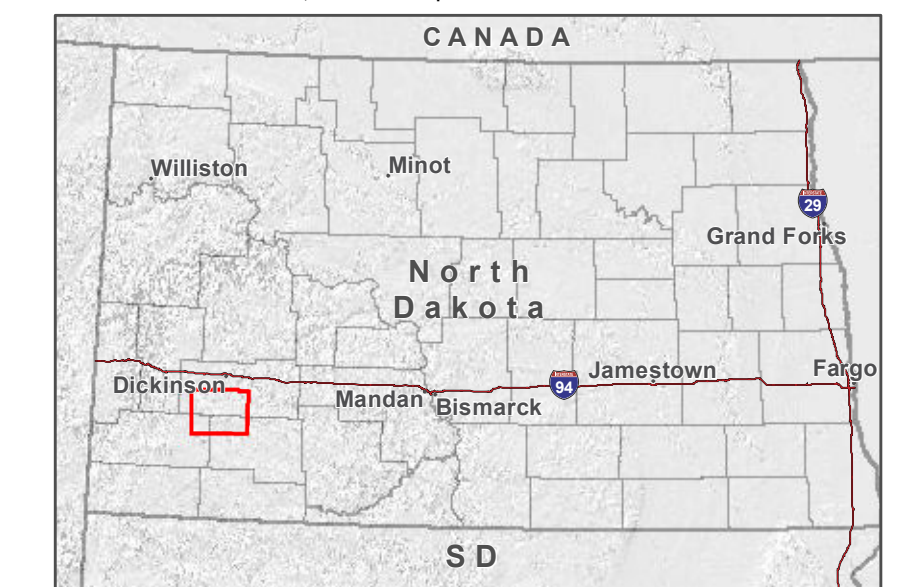 CANADA
Williston
Minot
29
Grand Forks
North
Dakota
Dickinson
Mandan
Bismarck
94
Jamestown
Fargo
SD